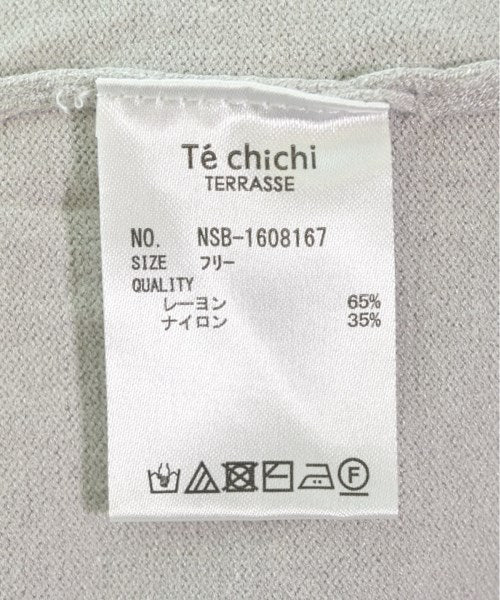 Té chichi
TERRASSE
NO. NSB-1608167
SIZE フリー
QUALITY
レーヨン 65%
ナイロン 35%
F